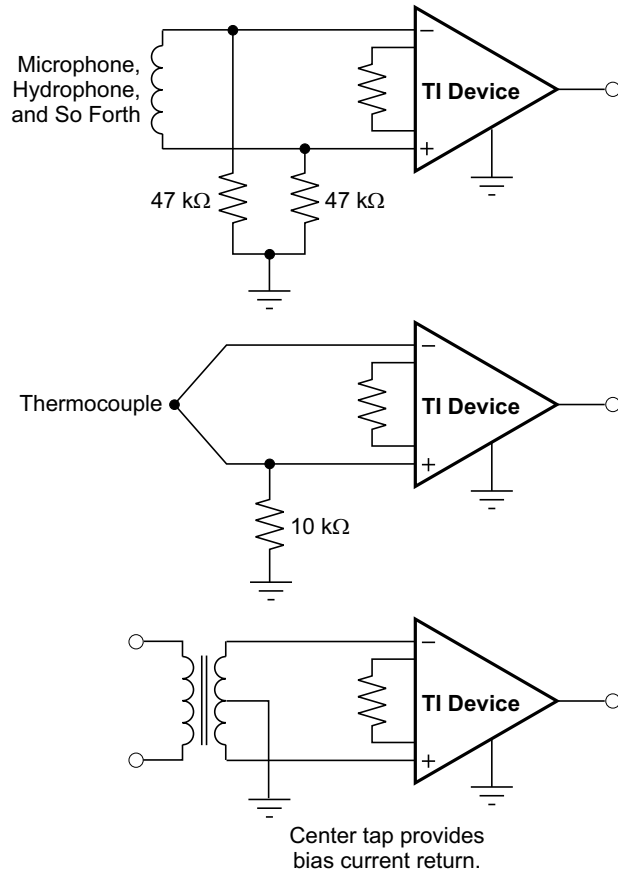 Microphone,
Hydrophone,
and So Forth
−
TI Device
+
47 kΩ
47 kΩ
Thermocouple
−
TI Device
+
10 kΩ
−
TI Device
+
Center tap provides
bias current return.